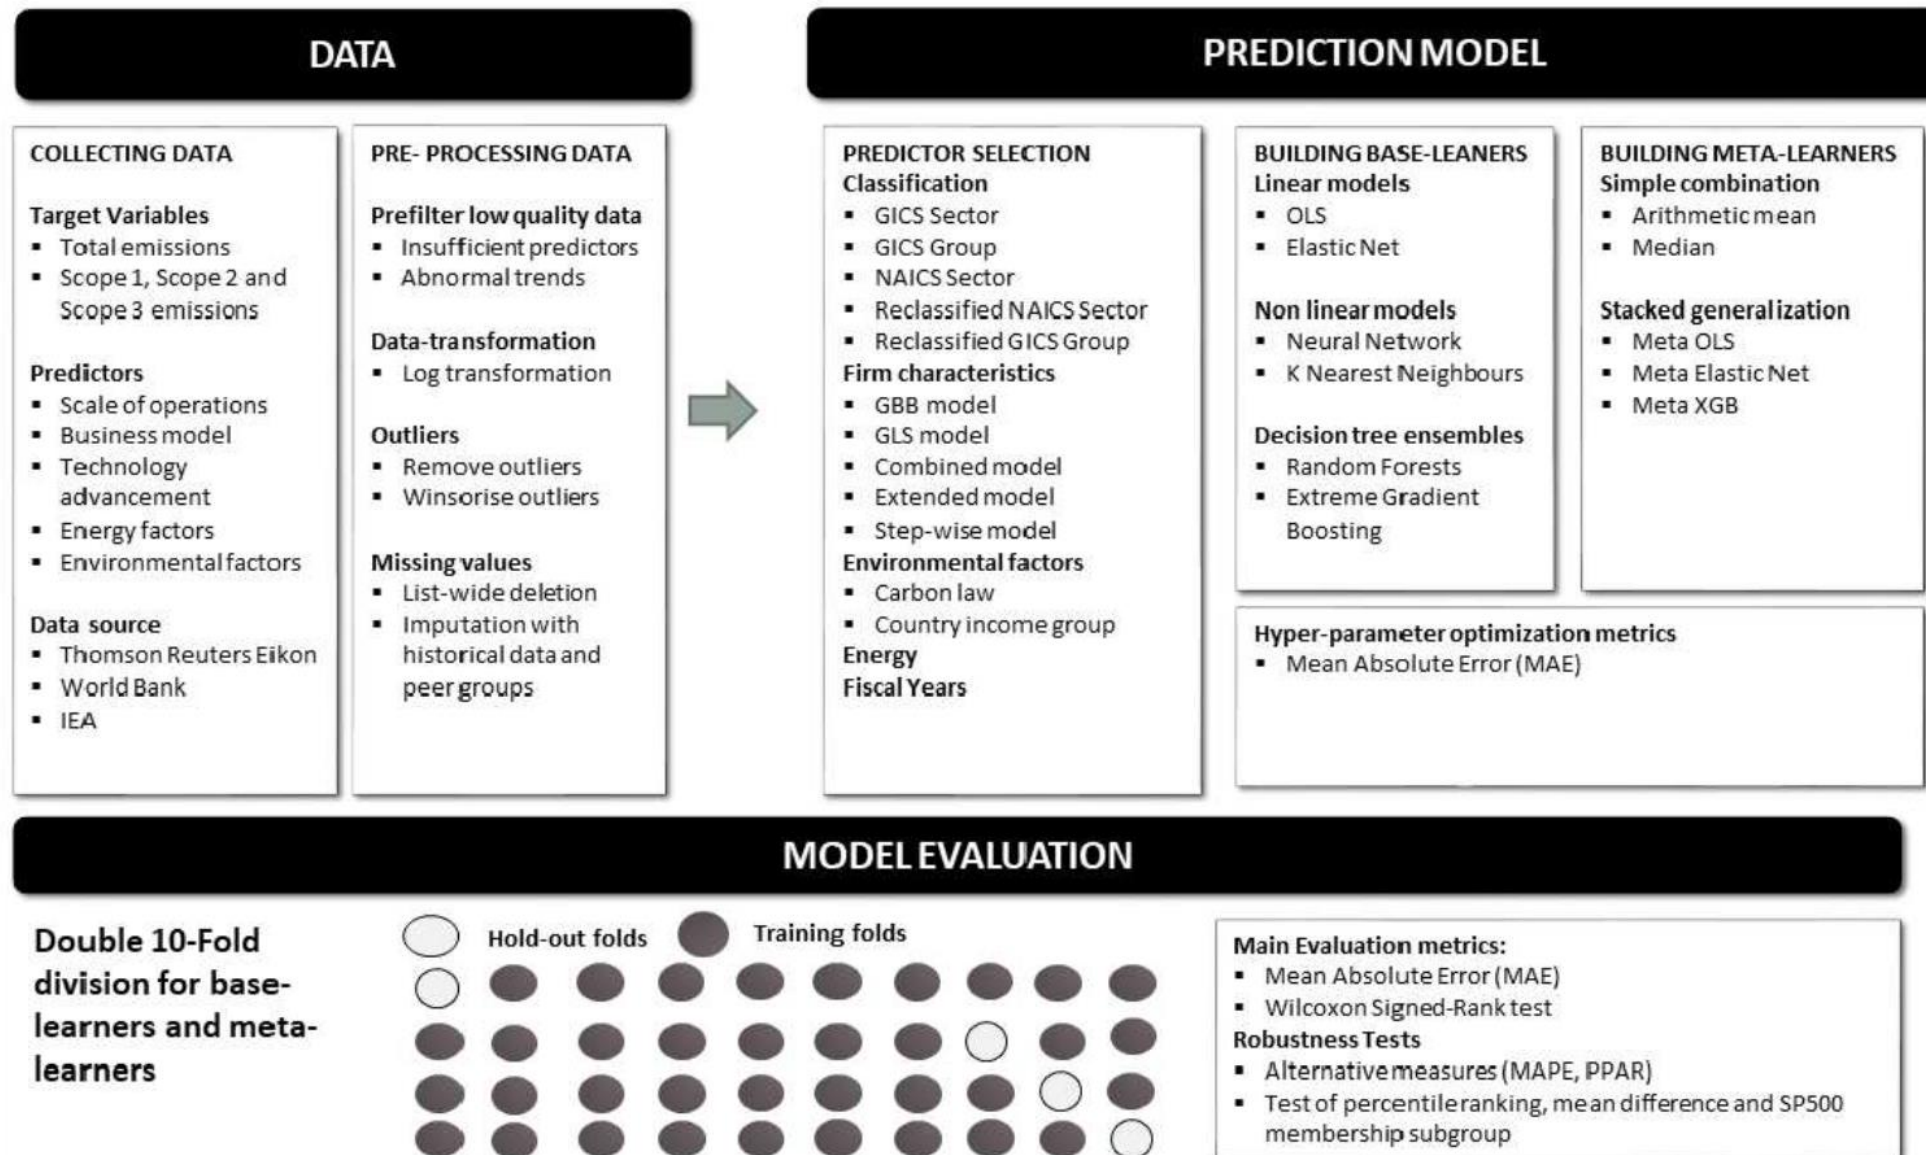 DATA
COLLECTING DATA
Target Variables
▪ Total emissions
▪ Scope 1, Scope 2 and
Scope 3 emissions
Predictors
▪ Scale of operations
▪ Business model
▪ Technology
advancement
▪ Energy factors
▪ Environmental factors
Data source
▪ Thomson Reuters Eikon
▪ World Bank
▪ IEA
PRE- PROCESSING DATA
Prefilter low quality data
▪ Insufficient predictors
▪ Abnormal trends
Data-transformation
▪ Log transformation
Outliers
▪ Remove outliers
▪ Winsorise outliers
Missing values
▪ List-wide deletion
▪ Imputation with
historical data and
peer groups
PREDICTION MODEL
PREDICTOR SELECTION
Classification
▪ GICS Sector
▪ GICS Group
▪ NAICS Sector
▪ Reclassified NAICS Sector
▪ Reclassified GICS Group
Firm characteristics
▪ GBB model
▪ GLS model
▪ Combined model
▪ Extended model
▪ Step-wise model
Environmental factors
▪ Carbon law
▪ Country income group
Energy
Fiscal Years
BUILDING BASE-LEANERS
Linear models
▪ OLS
▪ Elastic Net
Non linear models
▪ Neural Network
▪ K Nearest Neighbours
Decision tree ensembles
▪ Random Forests
▪ Extreme Gradient
Boosting
BUILDING META-LEARNERS
Simple combination
▪ Arithmetic mean
▪ Median
Stacked generalization
▪ Meta OLS
▪ Meta Elastic Net
▪ Meta XGB
Hyper-parameter optimization metrics
▪ Mean Absolute Error (MAE)
MODEL EVALUATION
Double 10-Fold
division for base-
learners and meta-
learners
Hold-out folds
Training folds
Main Evaluation metrics:
▪ Mean Absolute Error (MAE)
▪ Wilcoxon Signed-Rank test
Robustness Tests
▪ Alternative measures (MAPE, PPAR)
▪ Test of percentile ranking, mean difference and SP500
membership subgroup